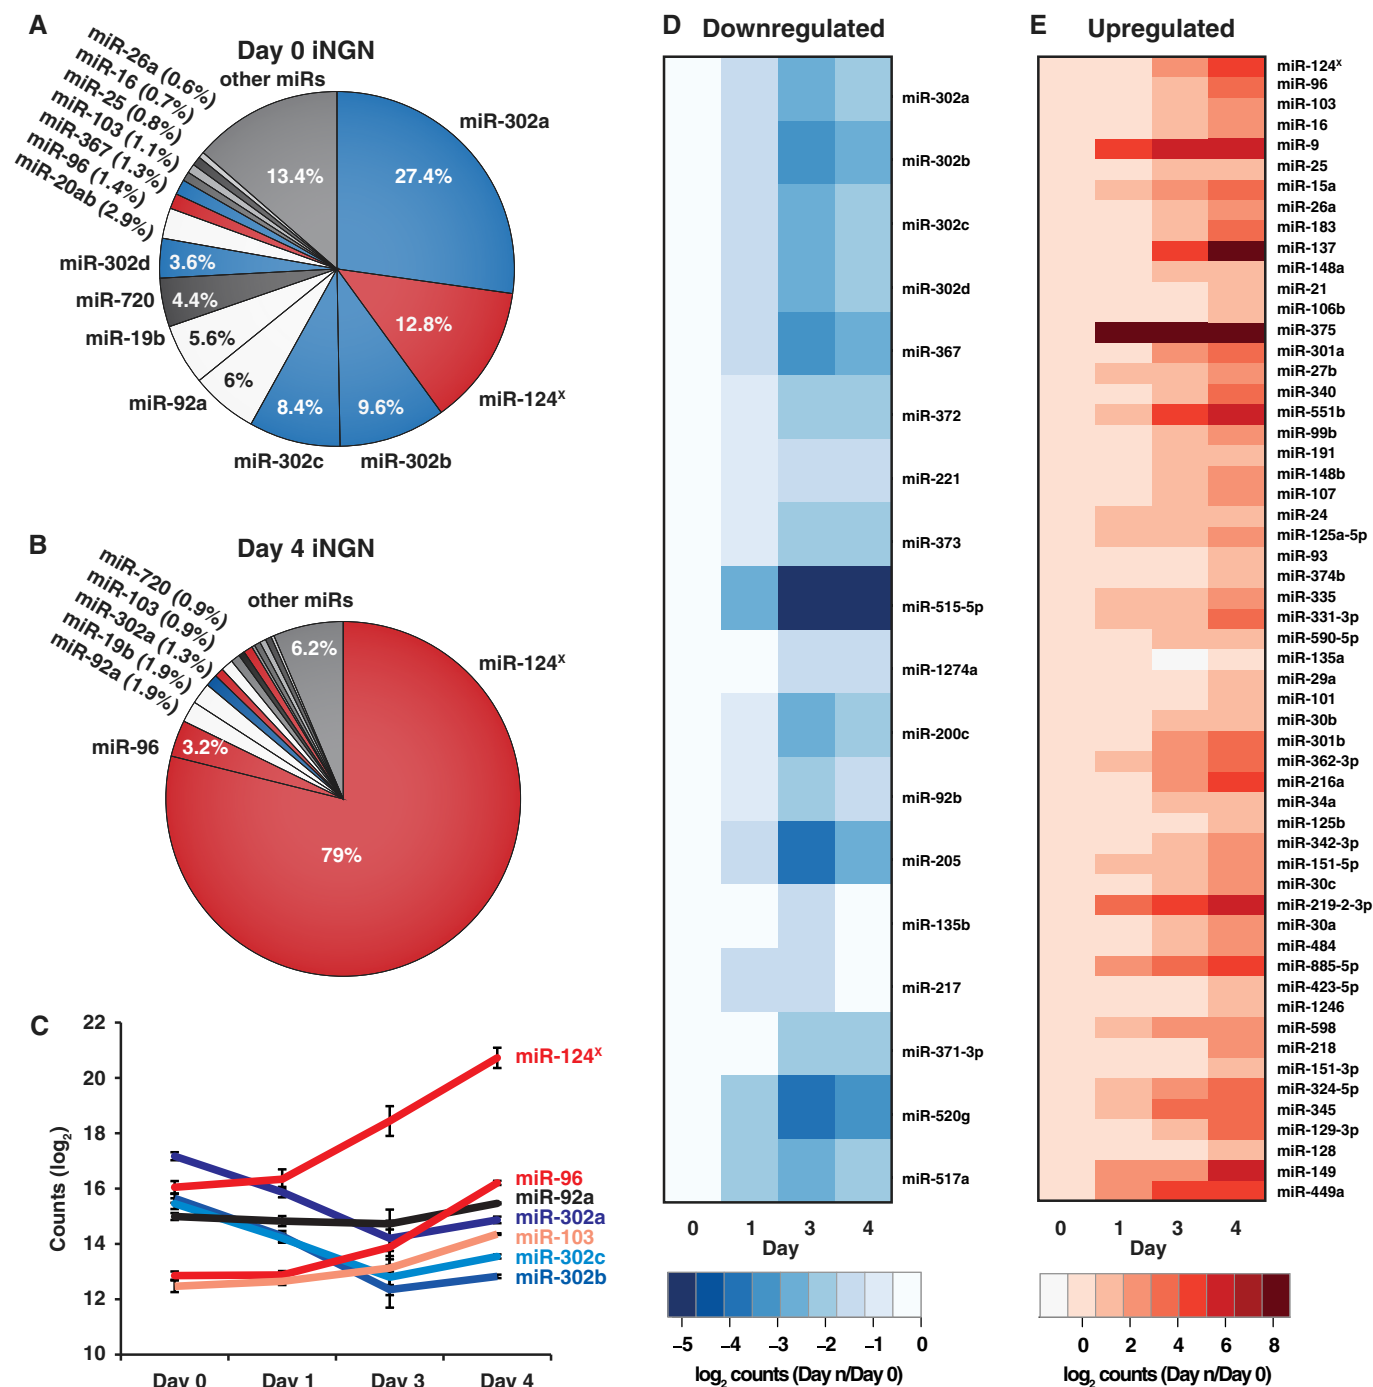 A
Day 0 iNGN
other miRs
miR-26a (0.6%)
miR-16 (0.7%)
miR-25 (0.8%)
miR-103 (1.1%)
miR-367 (1.3%)
miR-96 (1.4%)
miR-20ab (2.9%)
miR-302d
miR-720
miR-19b
miR-92a
miR-302c
miR-302b
miR-124ˣ
miR-302a
13.4%
27.4%
3.6%
4.4%
5.6%
6%
8.4%
9.6%
12.8%
B
Day 4 iNGN
other miRs
miR-720 (0.9%)
miR-103 (0.9%)
miR-302a (1.3%)
miR-19b (1.9%)
miR-92a (1.9%)
miR-96
miR-124ˣ
6.2%
3.2%
79%
C
Counts (log₂)
22
20
18
16
14
12
10
Day 0
Day 1
Day 3
Day 4
miR-124ˣ
miR-96
miR-92a
miR-302a
miR-103
miR-302c
miR-302b
D
Downregulated
miR-302a
miR-302b
miR-302c
miR-302d
miR-367
miR-372
miR-221
miR-373
miR-515-5p
miR-1274a
miR-200c
miR-92b
miR-205
miR-135b
miR-217
miR-371-3p
miR-520g
miR-517a
0 1 3 4
Day
–5 –4 –3 –2 –1 0
log₂ counts (Day n/Day 0)
E
Upregulated
miR-124ˣ
miR-96
miR-103
miR-16
miR-9
miR-25
miR-15a
miR-26a
miR-183
miR-137
miR-148a
miR-21
miR-106b
miR-375
miR-301a
miR-27b
miR-340
miR-551b
miR-99b
miR-191
miR-148b
miR-107
miR-24
miR-125a-5p
miR-93
miR-374b
miR-335
miR-331-3p
miR-590-5p
miR-135a
miR-29a
miR-101
miR-30b
miR-301b
miR-362-3p
miR-216a
miR-34a
miR-125b
miR-342-3p
miR-151-5p
miR-30c
miR-219-2-3p
miR-30a
miR-484
miR-885-5p
miR-423-5p
miR-1246
miR-598
miR-218
miR-151-3p
miR-324-5p
miR-345
miR-129-3p
miR-128
miR-149
miR-449a
0 1 3 4
Day
0 2 4 6 8
log₂ counts (Day n/Day 0)